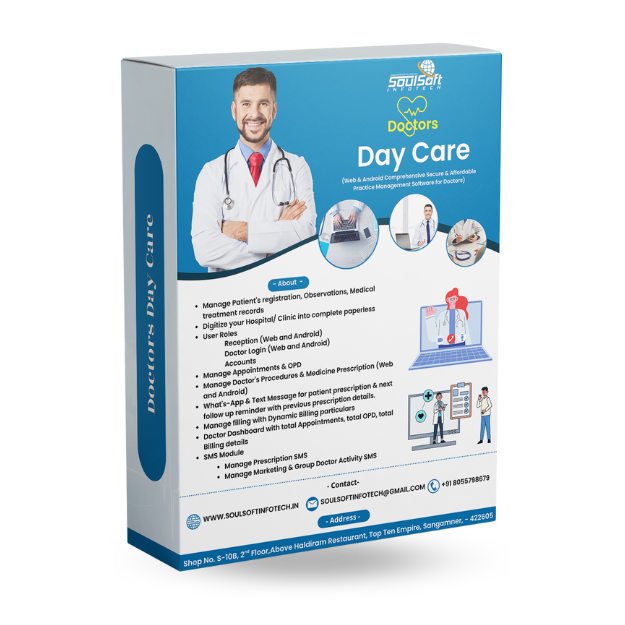 SoulSoft
INFOTECH
Doctors
Day Care
(Web & Android Comprehensive Secure & Affordable
Practice Management Software for Doctors)
Doctors Day Care
- About -
• Manage Patient's registration, Observations, Medical
treatment records
• Digitize your Hospital/ Clinic into complete paperless
• User Roles
Reception (Web and Android)
Doctor Login (Web and Android)
Accounts
• Manage Appointments & OPD
• Manage Doctor's Procedures & Medicine Prescription (Web
and Android)
• What's-App & Text Message for patient prescription & next
follow up reminder with previous prescription details.
• Manage filling with Dynamic Billing particulars
• Doctor Dashboard with total Appointments, total OPD, total
Billing details
• SMS Module
• Manage Prescription SMS
• Manage Marketing & Group Doctor Activity SMS
- Contact-
WWW.SOULSOFTINFOTECH.IN
SOULSOFTINFOTECH@GMAIL.COM
+91 8055798679
- Address -
Shop No. S-10B, 2nd Floor,Above Haldiram Restaurant, Top Ten Empire, Sangamner, - 422605